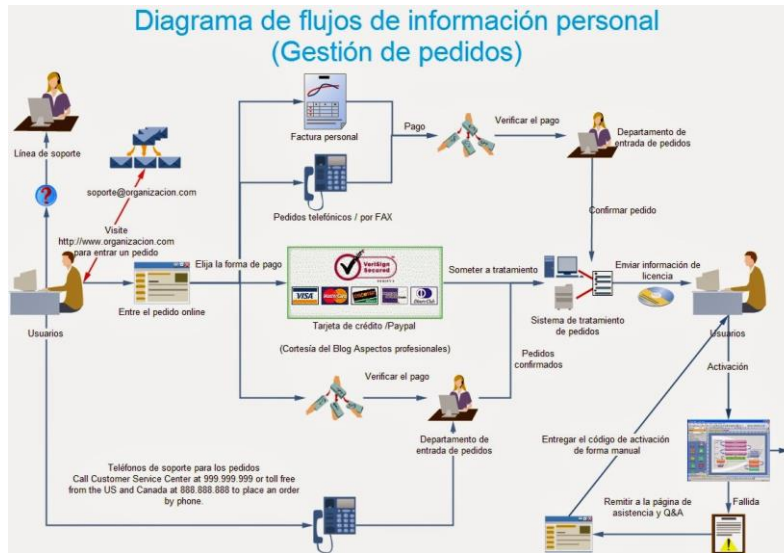 Diagrama de flujos de información personal
(Gestión de pedidos)
Línea de soporte
soporte@organizacion.com
Factura personal
Pago
Verificar el pago
Departamento de
entrada de pedidos
Pedidos telefónicos / por FAX
Confirmar pedido
Visite
http://www.organizacion.com
para entrar un pedido
Elija la forma de pago
VeriSign
Secured
VISA
MasterCard
Someter a tratamiento
Enviar información de
licencia
Usuarios
Entre el pedido online
Tarjeta de crédito /Paypal
Sistema de tratamiento
de pedidos
Usuarios
(Cortesía del Blog Aspectos profesionales)
Pedidos
confirmados
Verificar el pago
Activación
Departamento de
entrada de pedidos
Entregar el código de activación
de forma manual
Teléfonos de soporte para los pedidos
Call Customer Service Center at 999.999.999 or toll free
from the US and Canada at 888.888.888 to place an order
by phone.
Remitir a la página de
asistencia y Q&A
Fallida